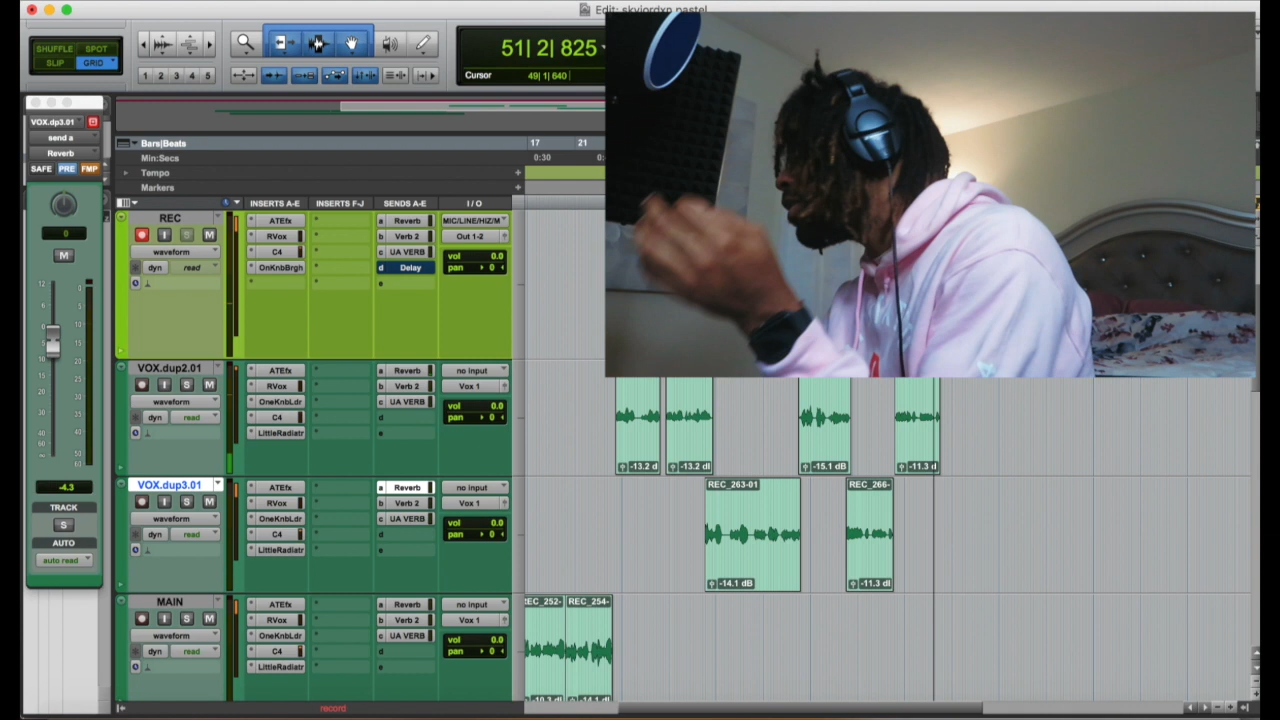 Edit: skyjordxn pastel
SHUFFLE SPOT
SLIP GRID
1 2 3 4 5
51| 2| 825
Cursor 49| 1| 640
VOX.dp3.01
send a
Reverb
SAFE PRE FMP
0
M
-4.3
TRACK
S
AUTO
auto read
Bars|Beats 17 21
Min:Secs 0:30
Tempo
Markers
INSERTS A-E INSERTS F-J SENDS A-E I / O
REC ATEfx a Reverb MIC/LINE/HIZ/M
I S M RVox b Verb 2 Out 1-2
waveform C4 c UA VERB vol 0.0
dyn read OnKnbBrgh d Delay pan 0
e
VOX.dup2.01 ATEfx a Reverb no input
I S M RVox b Verb 2 Vox 1
waveform OneKnbLdr c UA VERB vol 0.0
dyn read C4 d pan 0
LittleRadiatr e
-13.2 d -13.2 dI -15.1 dB -11.3 d
VOX.dup3.01 ATEfx a Reverb no input REC_263-01 REC_266-
I S M RVox b Verb 2 Vox 1
waveform OneKnbLdr c UA VERB vol 0.0
dyn read C4 d pan 0
LittleRadiatr e
-14.1 dB -11.3 dI
MAIN ATEfx a Reverb no input REC_252- REC_254-
I S M RVox b Verb 2 Vox 1
waveform OneKnbLdr c UA VERB vol 0.0
dyn read C4 d pan 0
LittleRadiatr e
record